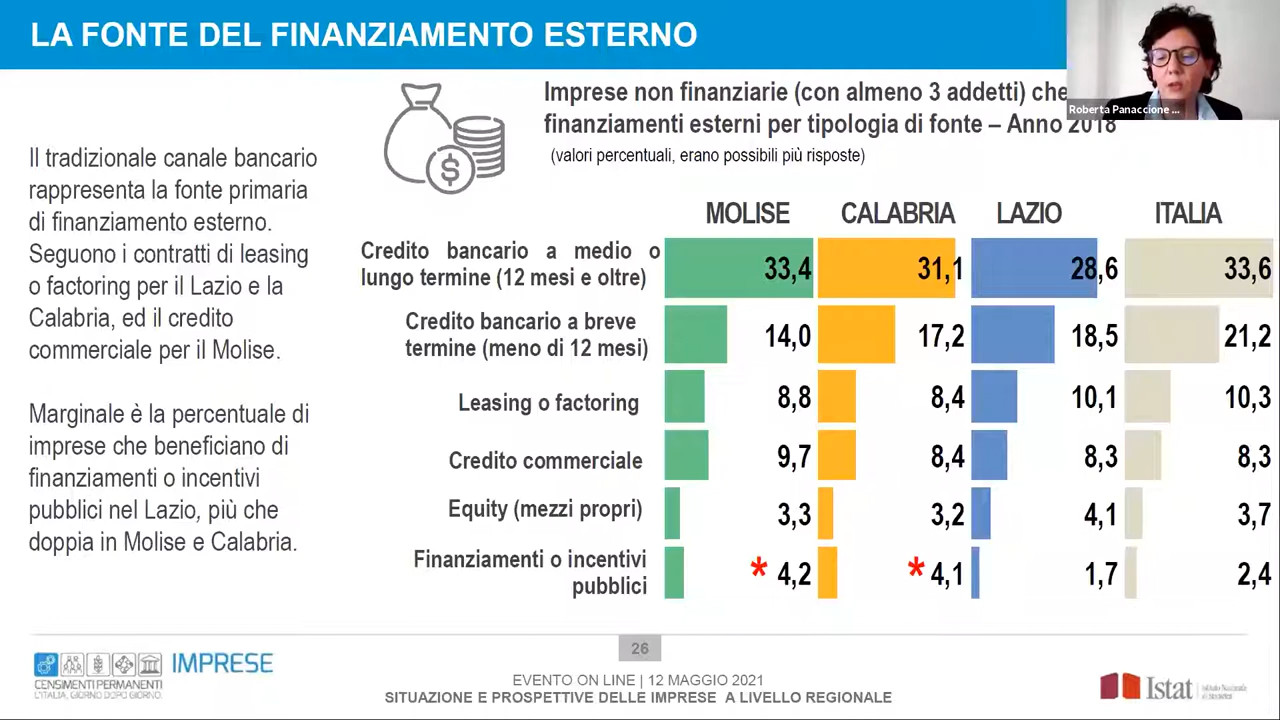 LA FONTE DEL FINANZIAMENTO ESTERNO
Roberta Panaccione ...
Imprese non finanziarie (con almeno 3 addetti) che
finanziamenti esterni per tipologia di fonte – Anno 2018
(valori percentuali, erano possibili più risposte)
Il tradizionale canale bancario
rappresenta la fonte primaria
di finanziamento esterno.
Seguono i contratti di leasing
o factoring per il Lazio e la
Calabria, ed il credito
commerciale per il Molise.
Marginale è la percentuale di
imprese che beneficiano di
finanziamenti o incentivi
pubblici nel Lazio, più che
doppia in Molise e Calabria.
MOLISE CALABRIA LAZIO ITALIA
Credito bancario a medio o
lungo termine (12 mesi e oltre) 33,4 31,1 28,6 33,6
Credito bancario a breve
termine (meno di 12 mesi) 14,0 17,2 18,5 21,2
Leasing o factoring 8,8 8,4 10,1 10,3
Credito commerciale 9,7 8,4 8,3 8,3
Equity (mezzi propri) 3,3 3,2 4,1 3,7
Finanziamenti o incentivi
pubblici * 4,2 * 4,1 1,7 2,4
26
IMPRESE
CENSIMENTI PERMANENTI
L'ITALIA, GIORNO DOPO GIORNO.
EVENTO ON LINE | 12 MAGGIO 2021
SITUAZIONE E PROSPETTIVE DELLE IMPRESE A LIVELLO REGIONALE
Istat